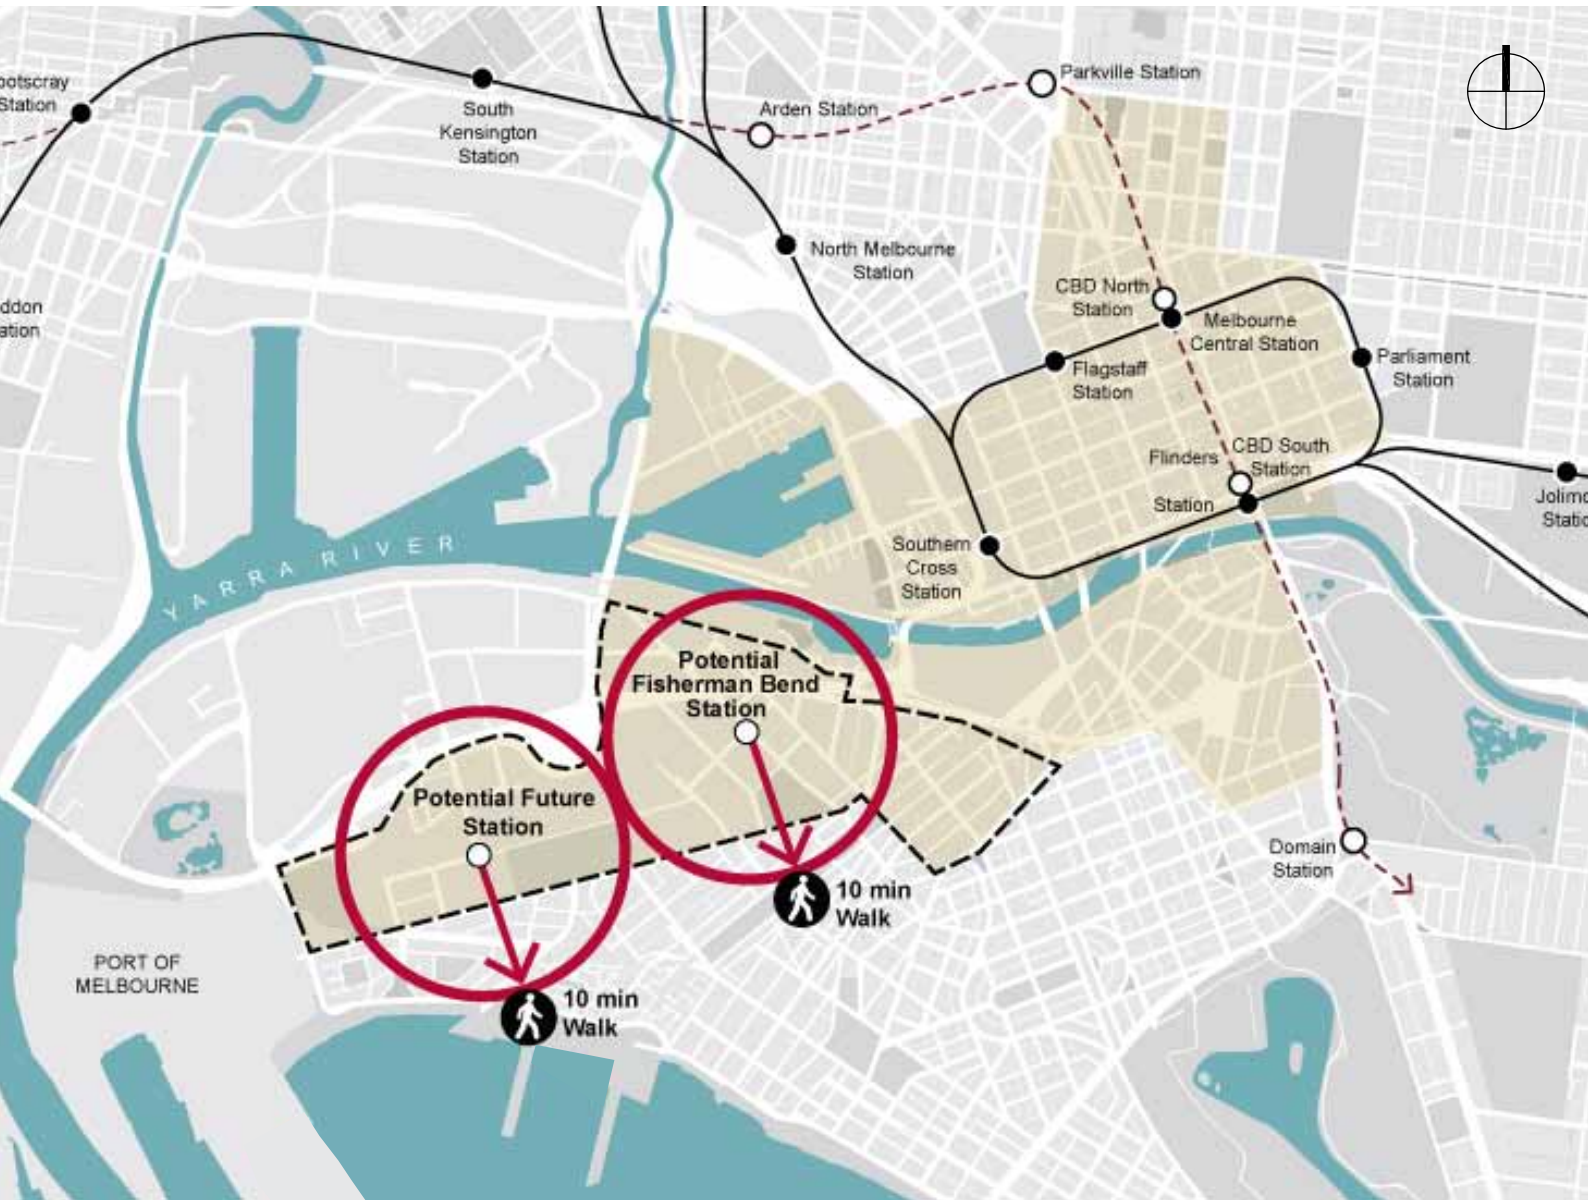 Parkville Station
ootscray
Station
South
Kensington
Station
Arden Station
North Melbourne
Station
ddon
ation
CBD North
Station
Melbourne
Central Station
Flagstaff
Station
Parliament
Station
Flinders
Station
CBD South
Station
Jolimo
Static
Southern
Cross
Station
YARRA RIVER
Potential
Fisherman Bend
Station
Potential Future
Station
Domain
Station
10 min
Walk
PORT OF
MELBOURNE
10 min
Walk